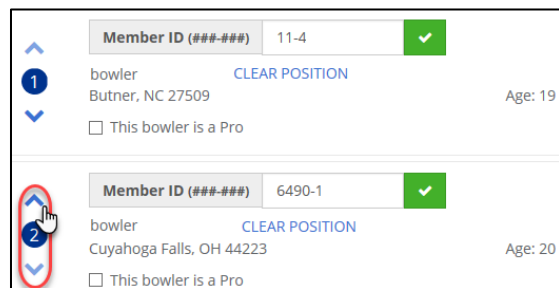 Member ID (###-###) 11-4
1
bowler CLEAR POSITION
Butner, NC 27509 Age: 19
This bowler is a Pro
Member ID (###-###) 6490-1
2
bowler CLEAR POSITION
Cuyahoga Falls, OH 44223 Age: 20
This bowler is a Pro